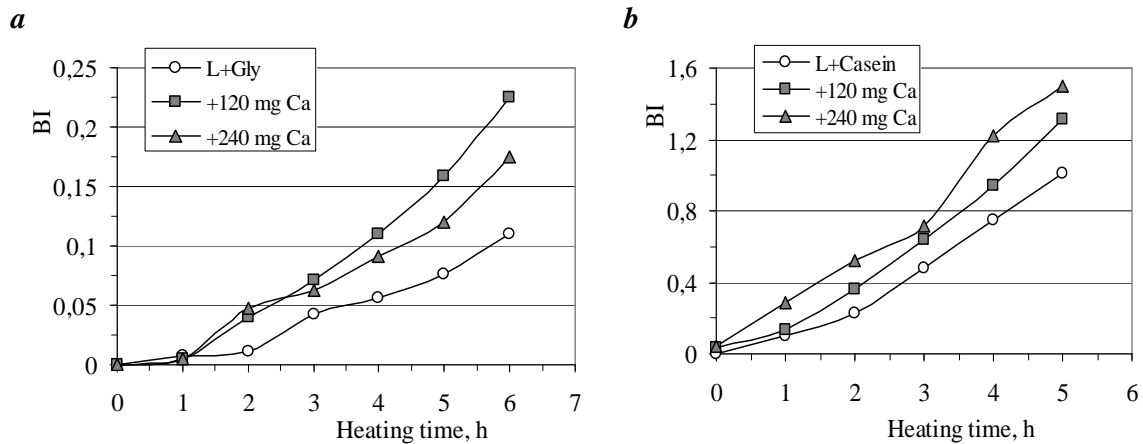 a
L+Gly
+120 mg Ca
+240 mg Ca
BI
0,25
0,2
0,15
0,1
0,05
0
0 1 2 3 4 5 6 7
Heating time, h
b
L+Casein
+120 mg Ca
+240 mg Ca
BI
1,6
1,2
0,8
0,4
0
0 1 2 3 4 5 6
Heating time, h